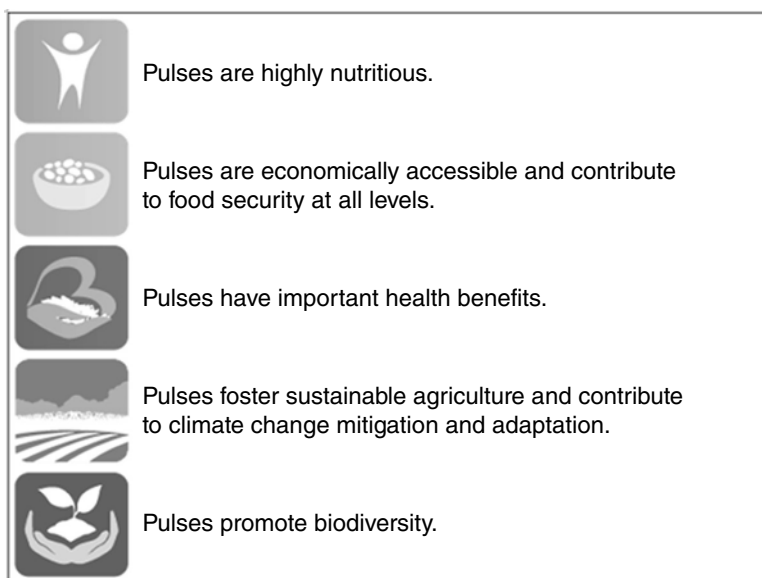 Pulses are highly nutritious.
Pulses are economically accessible and contribute
to food security at all levels.
Pulses have important health benefits.
Pulses foster sustainable agriculture and contribute
to climate change mitigation and adaptation.
Pulses promote biodiversity.